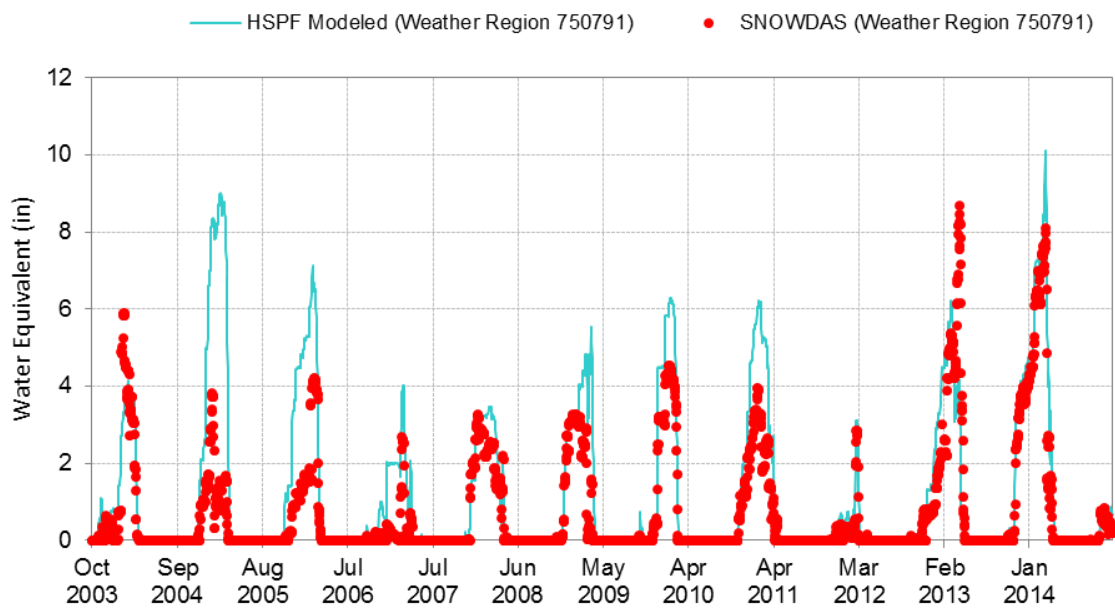 HSPF Modeled (Weather Region 750791) SNOWDAS (Weather Region 750791)
12
10
8
6
4
2
0
Water Equivalent (in)
Oct Sep Aug Jul Jul Jun May Apr Apr Mar Feb Jan
2003 2004 2005 2006 2007 2008 2009 2010 2011 2012 2013 2014